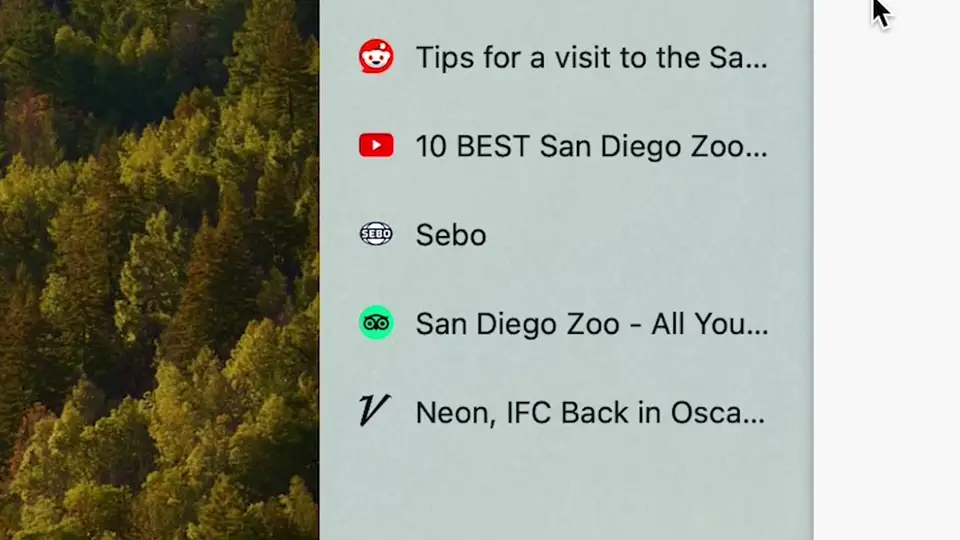 Tips for a visit to the Sa...
10 BEST San Diego Zoo...
SEBO Sebo
San Diego Zoo - All You...
V Neon, IFC Back in Osca...